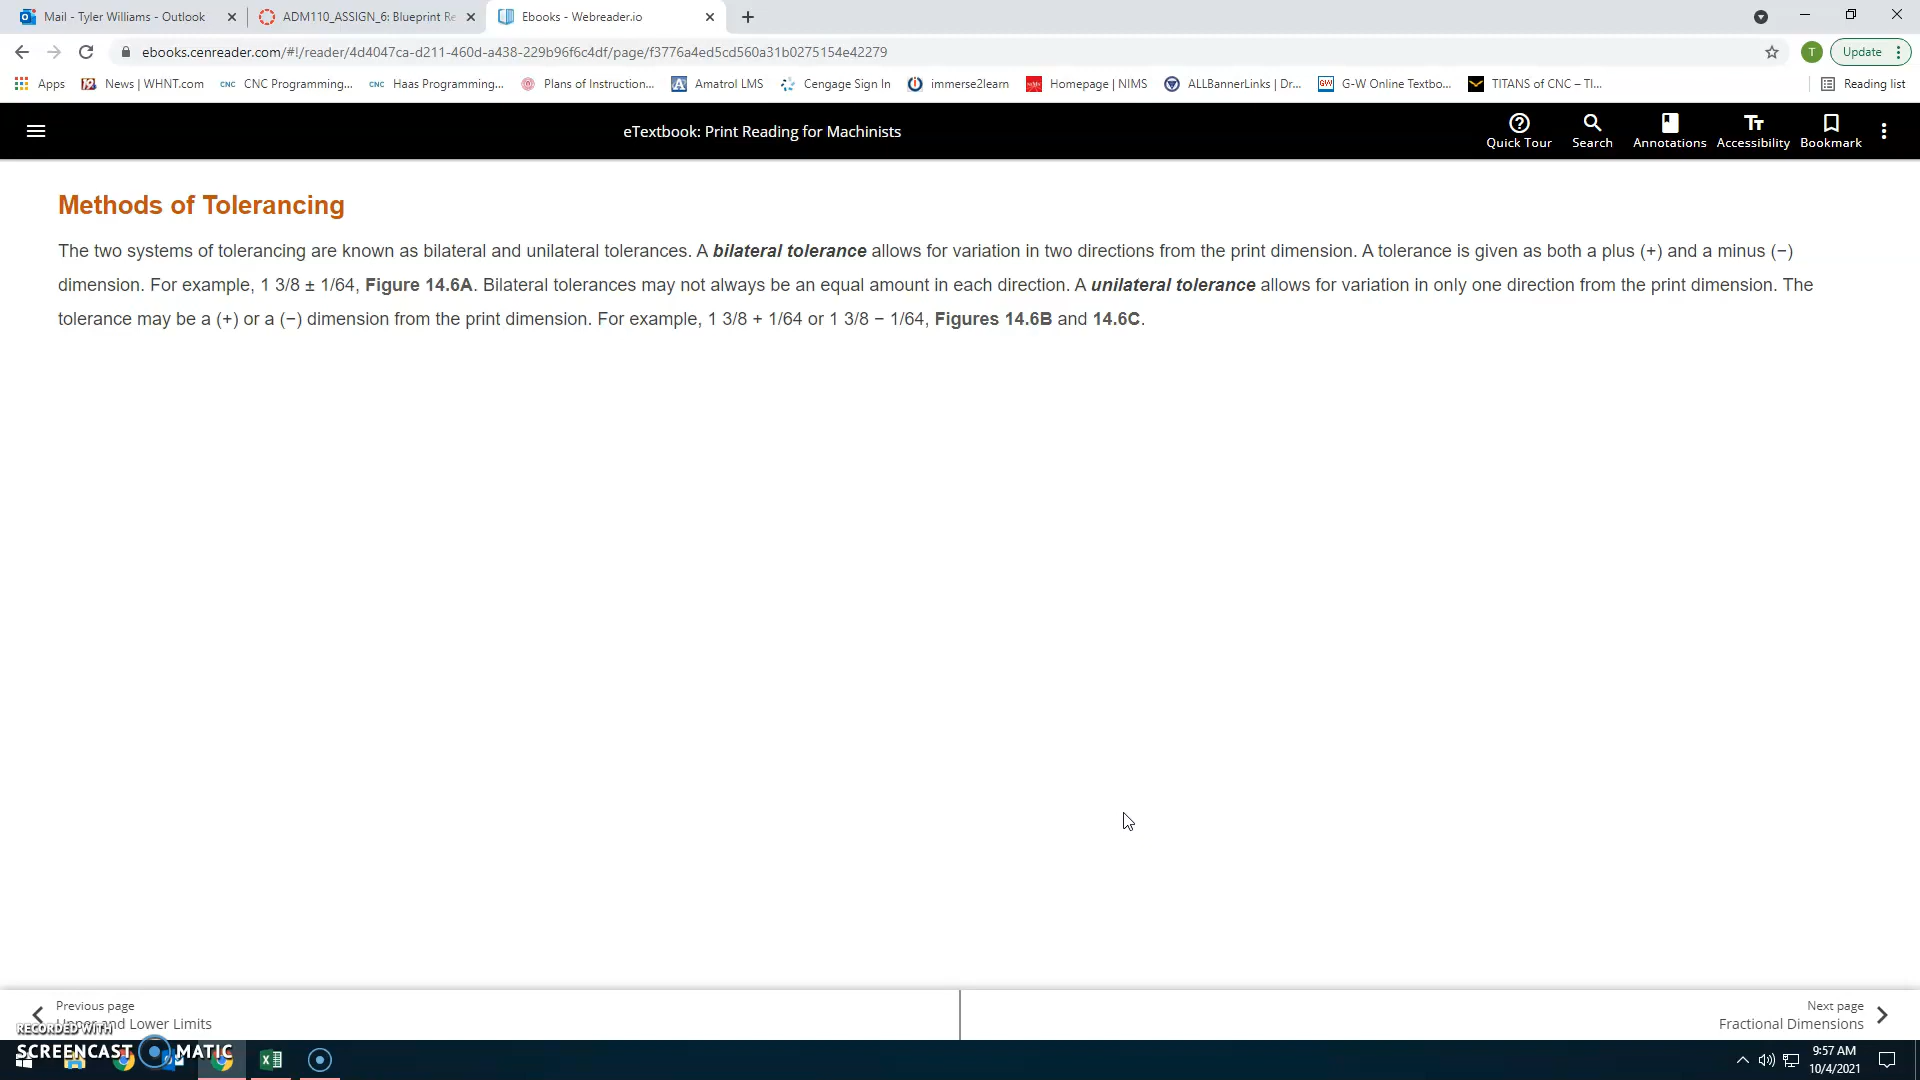 Mail - Tyler Williams - Outlook
ADM110_ASSIGN_6: Blueprint Re
Ebooks - Webreader.io
ebooks.cenreader.com/#!/reader/4d4047ca-d211-460d-a438-229b96f6c4df/page/f3776a4ed5cd560a31b0275154e42279
T
Update
Apps
News | WHNT.com
CNC CNC Programming...
CNC Haas Programming...
Plans of Instruction...
Amatrol LMS
Cengage Sign In
immerse2learn
Homepage | NIMS
ALLBannerLinks | Dr...
GW G-W Online Textbo...
TITANS of CNC – TI...
Reading list
eTextbook: Print Reading for Machinists
Quick Tour
Search
Annotations
Accessibility
Bookmark
Methods of Tolerancing
The two systems of tolerancing are known as bilateral and unilateral tolerances. A bilateral tolerance allows for variation in two directions from the print dimension. A tolerance is given as both a plus (+) and a minus (−)
dimension. For example, 1 3/8 ± 1/64, Figure 14.6A. Bilateral tolerances may not always be an equal amount in each direction. A unilateral tolerance allows for variation in only one direction from the print dimension. The
tolerance may be a (+) or a (−) dimension from the print dimension. For example, 1 3/8 + 1/64 or 1 3/8 − 1/64, Figures 14.6B and 14.6C.
Previous page
Upper and Lower Limits
Next page
Fractional Dimensions
RECORDED WITH
SCREENCAST MATIC
9:57 AM
10/4/2021